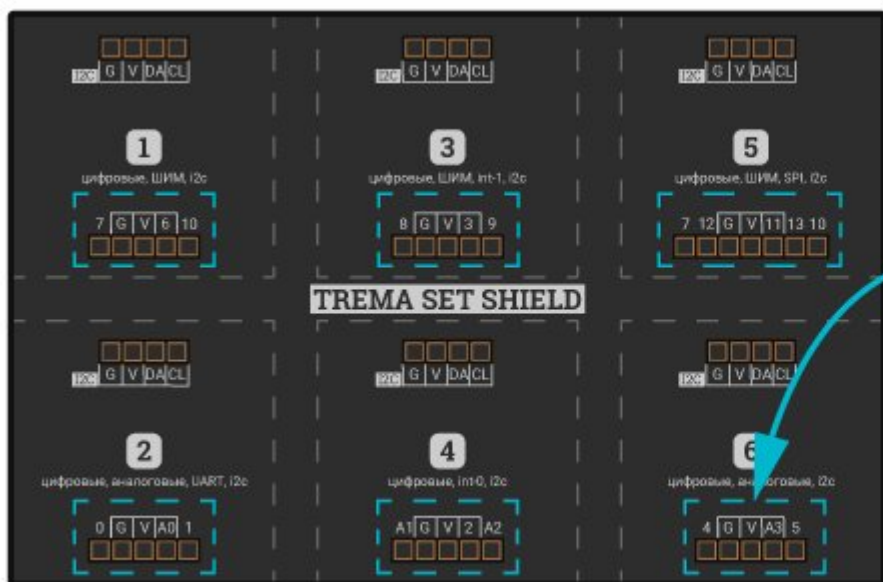 I2C G V DA CL
1
цифровые, ШИМ, i2c
7 G V 6 10
I2C G V DA CL
3
цифровые, ШИМ, int-1, i2c
8 G V 3 9
I2C G V DA CL
5
цифровые, ШИМ, SPI, i2c
7 12 G V 11 13 10
TREMA SET SHIELD
I2C G V DA CL
2
цифровые, аналоговые, UART, i2c
0 G V A0 1
I2C G V DA CL
4
цифровые, int-0, i2c
A1 G V 2 A2
I2C G V DA CL
6
цифровые, аналоговые, i2c
4 G V A3 5